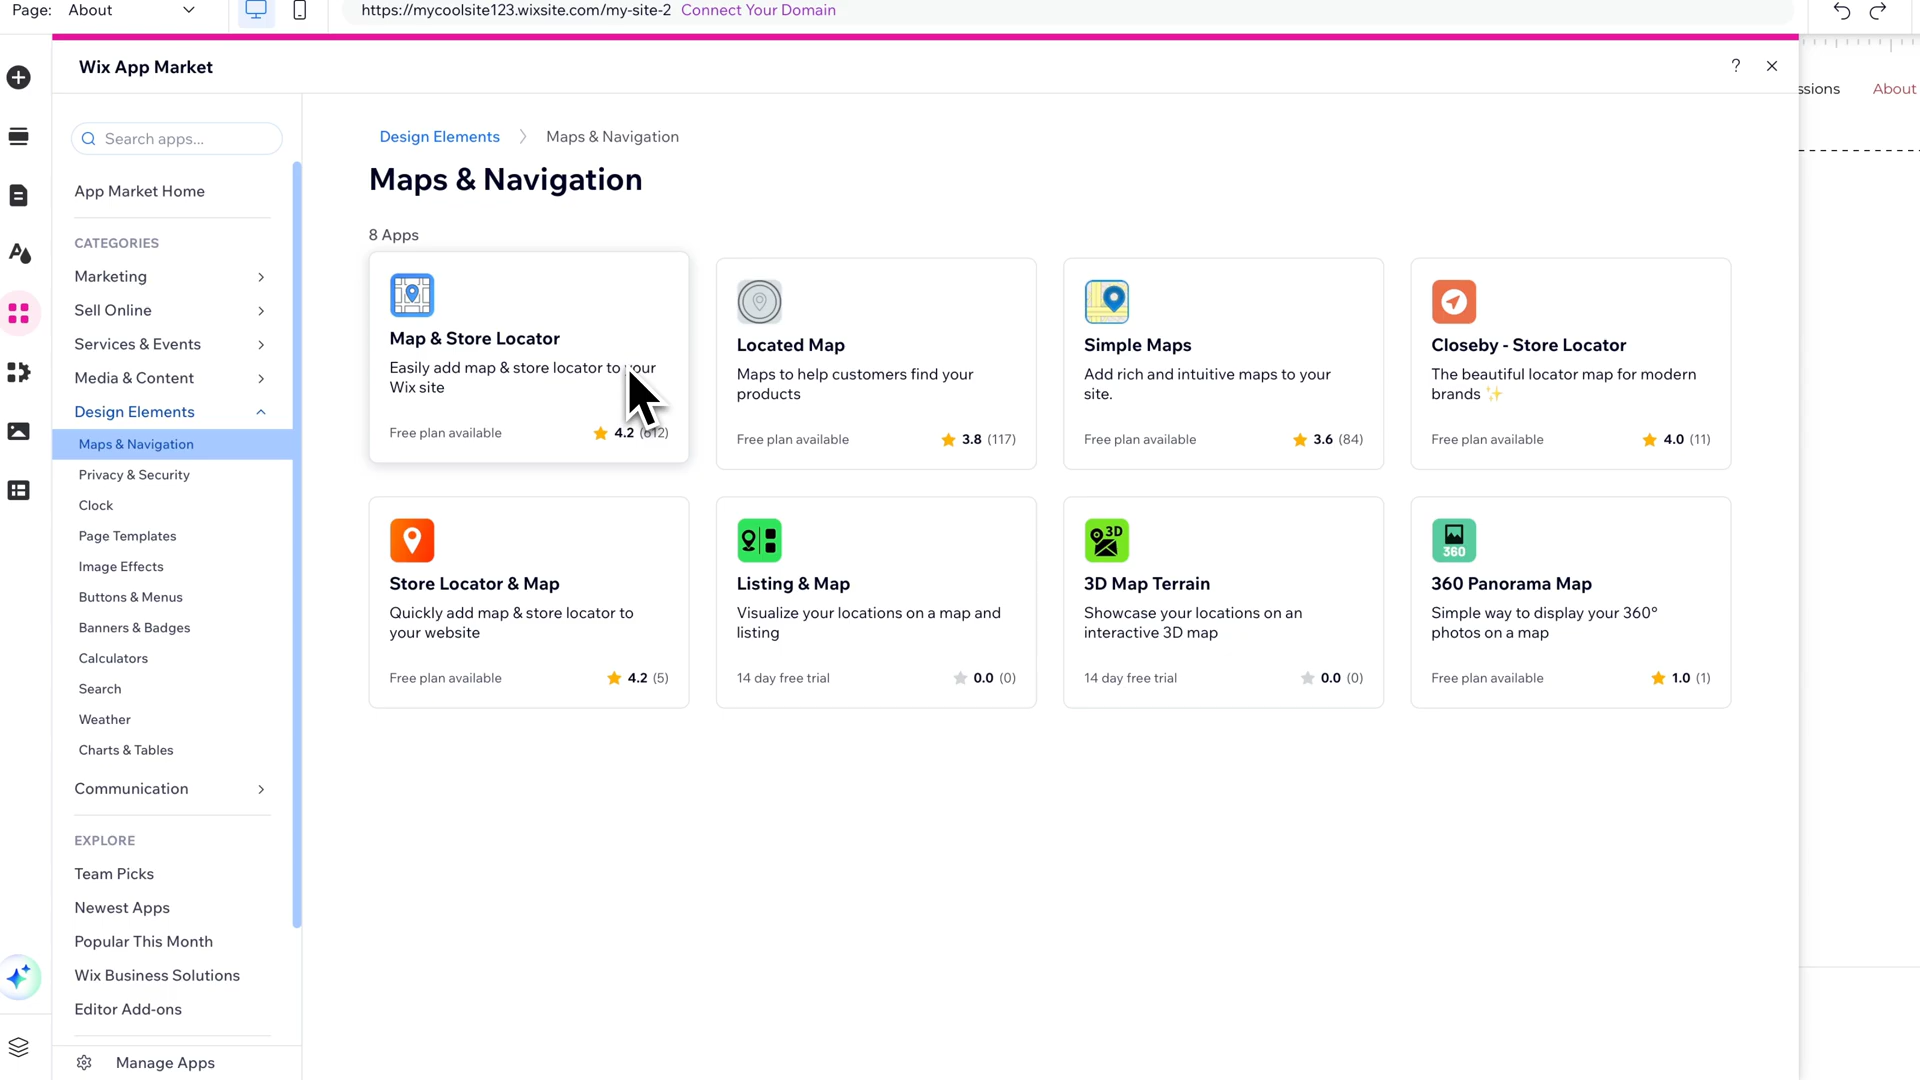 Page: About
https://mycoolsite123.wixsite.com/my-site-2 Connect Your Domain
Wix App Market
?
ssions About
Search apps...
App Market Home
CATEGORIES
Marketing
Sell Online
Services & Events
Media & Content
Design Elements
Maps & Navigation
Privacy & Security
Clock
Page Templates
Image Effects
Buttons & Menus
Banners & Badges
Calculators
Search
Weather
Charts & Tables
Communication
EXPLORE
Team Picks
Newest Apps
Popular This Month
Wix Business Solutions
Editor Add-ons
Manage Apps
Design Elements Maps & Navigation
Maps & Navigation
8 Apps
Map & Store Locator
Easily add map & store locator to your
Wix site
Free plan available 4.2 (612)
Located Map
Maps to help customers find your
products
Free plan available 3.8 (117)
Simple Maps
Add rich and intuitive maps to your
site.
Free plan available 3.6 (84)
Closeby - Store Locator
The beautiful locator map for modern
brands ✨
Free plan available 4.0 (11)
Store Locator & Map
Quickly add map & store locator to
your website
Free plan available 4.2 (5)
Listing & Map
Visualize your locations on a map and
listing
14 day free trial 0.0 (0)
3D
3D Map Terrain
Showcase your locations on an
interactive 3D map
14 day free trial 0.0 (0)
360
360 Panorama Map
Simple way to display your 360°
photos on a map
Free plan available 1.0 (1)